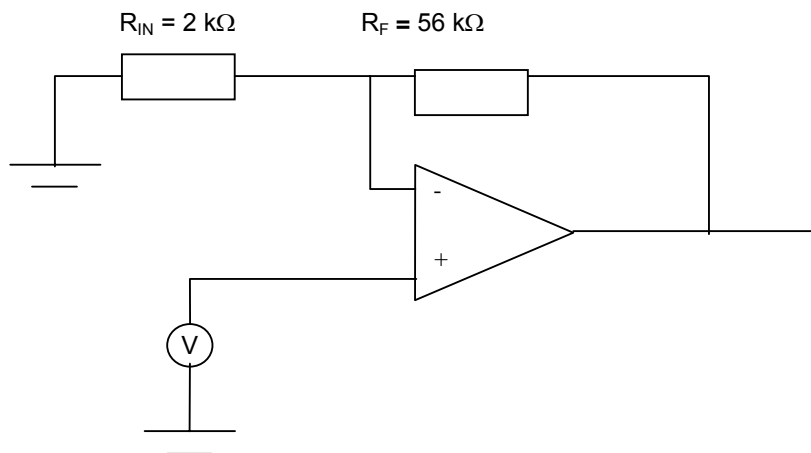 R_IN = 2 kΩ
R_F = 56 kΩ
-
+
V